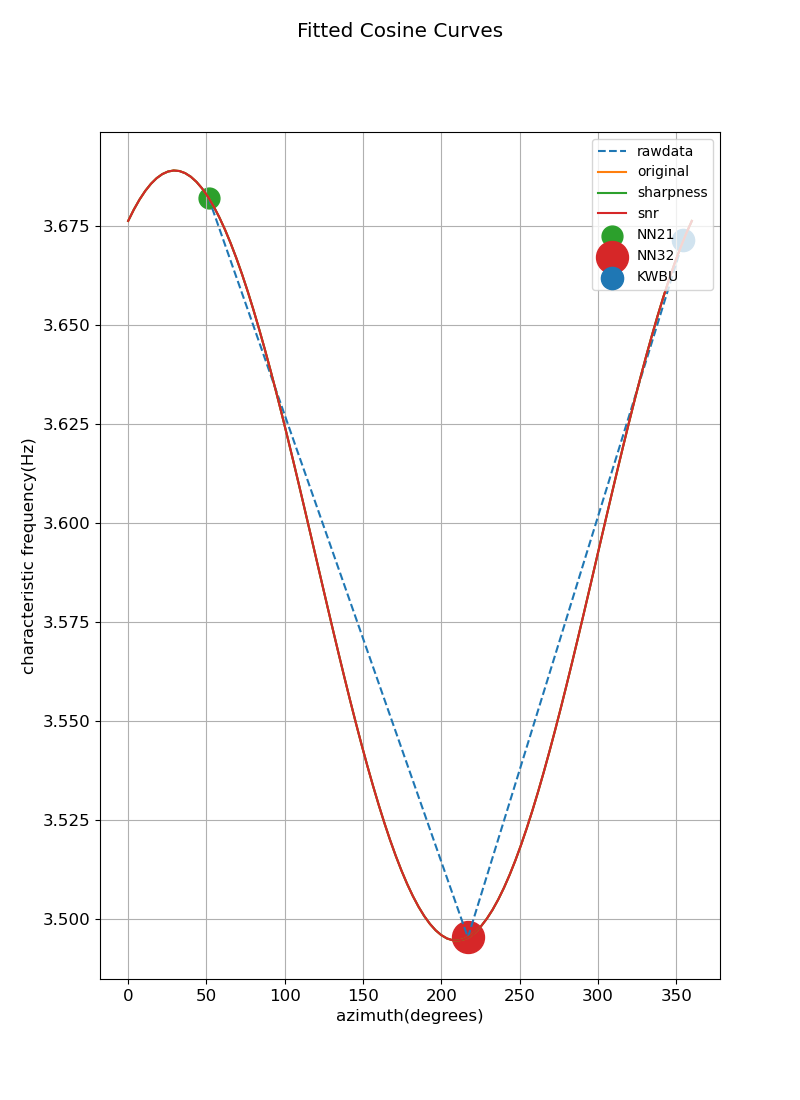 Fitted Cosine Curves
rawdata
original
sharpness
snr
NN21
NN32
KWBU
characteristic frequency(Hz)
3.675
3.650
3.625
3.600
3.575
3.550
3.525
3.500
0 50 100 150 200 250 300 350
azimuth(degrees)